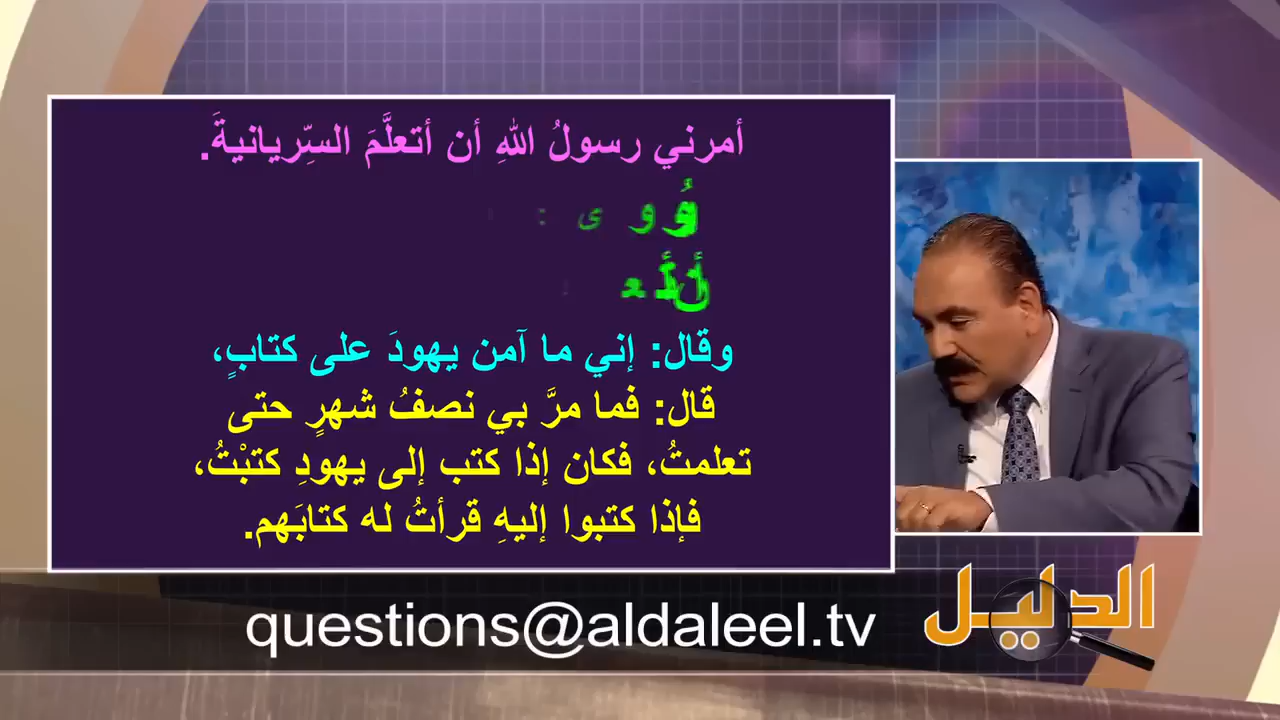 أمرني رسولُ اللهِ أن أتعلَّمَ السِّريانيةَ.
وقال: إني ما آمن يهودَ على كتابٍ،
قال: فما مرَّ بي نصفُ شهرٍ حتى
تعلمتُ، فكان إذا كتب إلى يهودِ كتبْتُ،
فإذا كتبوا إليهِ قرأتُ له كتابَهم.
الدليل
questions@aldaleel.tv